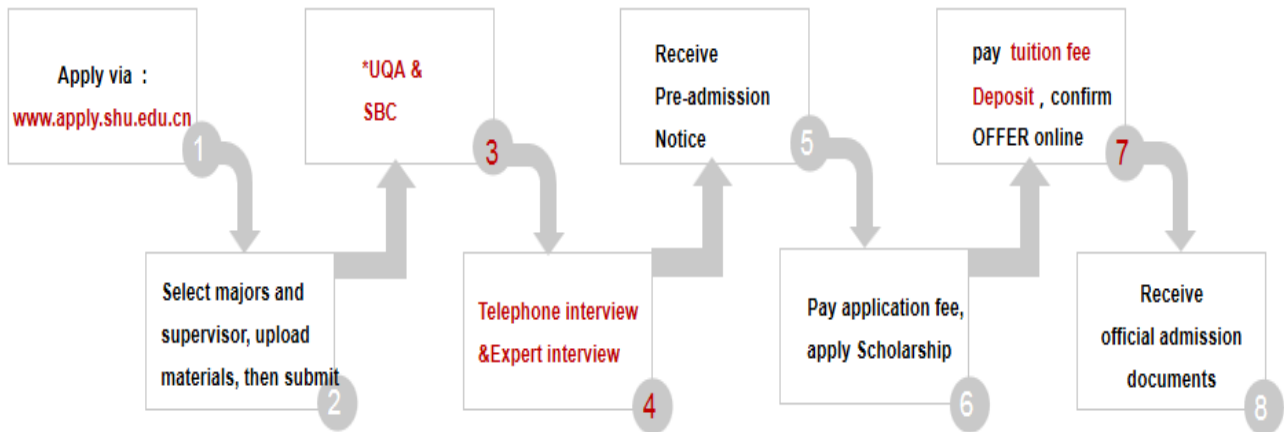 Apply via :
www.apply.shu.edu.cn
1
Select majors and
supervisor, upload
materials, then submit
2
*UQA &
SBC
3
Telephone interview
&Expert interview
4
Receive
Pre-admission
Notice
5
Pay application fee,
apply Scholarship
6
pay tuition fee
Deposit , confirm
OFFER online
7
Receive
official admission
documents
8